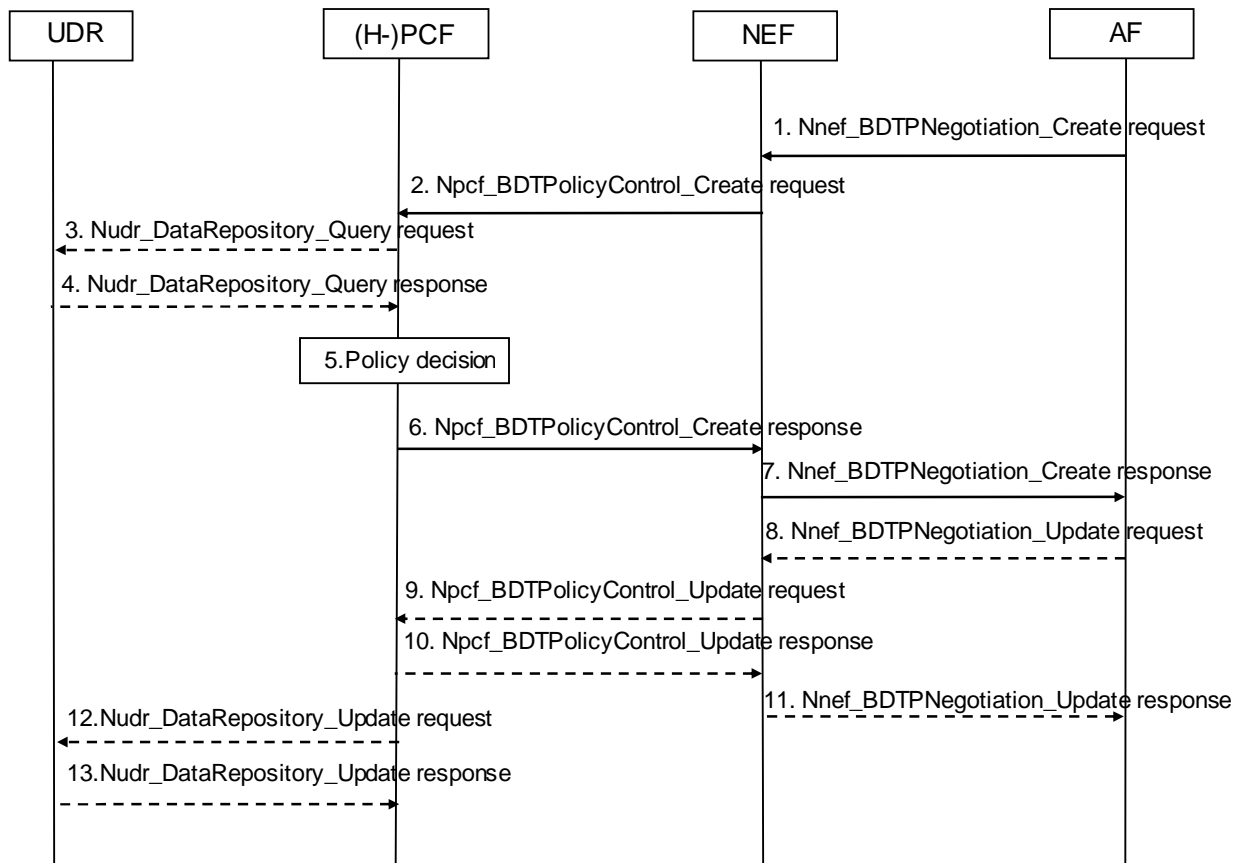 UDR
(H-)PCF
NEF
AF
1. Nnef_BDTPNegotiation_Create request
2. Npcf_BDTPolicyControl_Create request
3. Nudr_DataRepository_Query request
4. Nudr_DataRepository_Query response
5.Policy decision
6. Npcf_BDTPolicyControl_Create response
7. Nnef_BDTPNegotiation_Create response
8. Nnef_BDTPNegotiation_Update request
9. Npcf_BDTPolicyControl_Update request
10. Npcf_BDTPolicyControl_Update response
11. Nnef_BDTPNegotiation_Update response
12.Nudr_DataRepository_Update request
13.Nudr_DataRepository_Update response